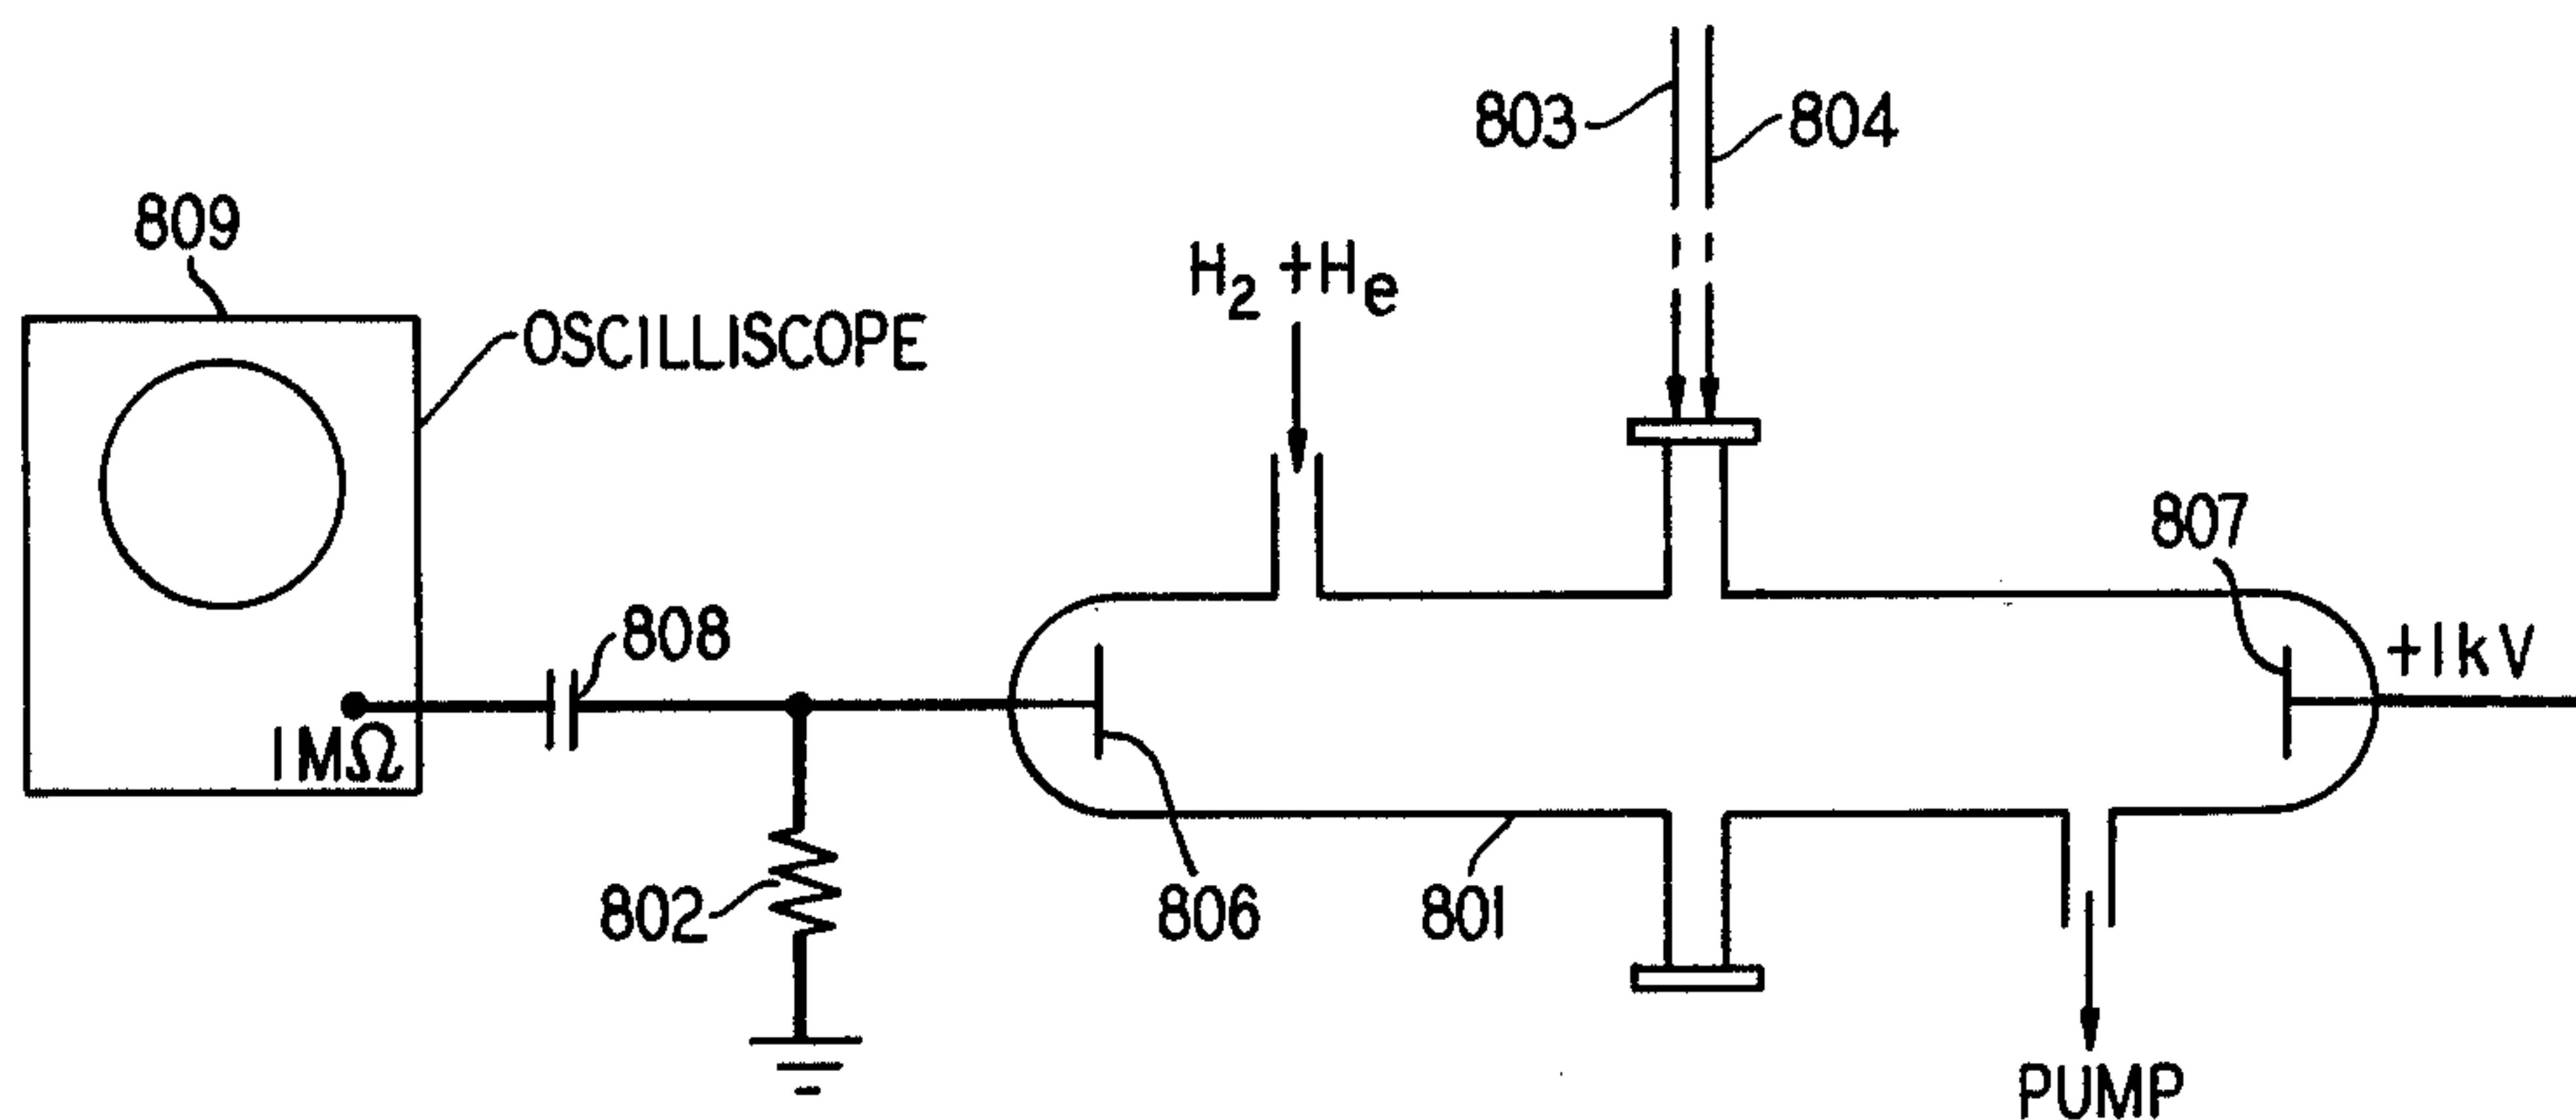 803
804
809
H2 +He
OSCILLISCOPE
807
+1kV
808
1MΩ
802
806
801
PUMP